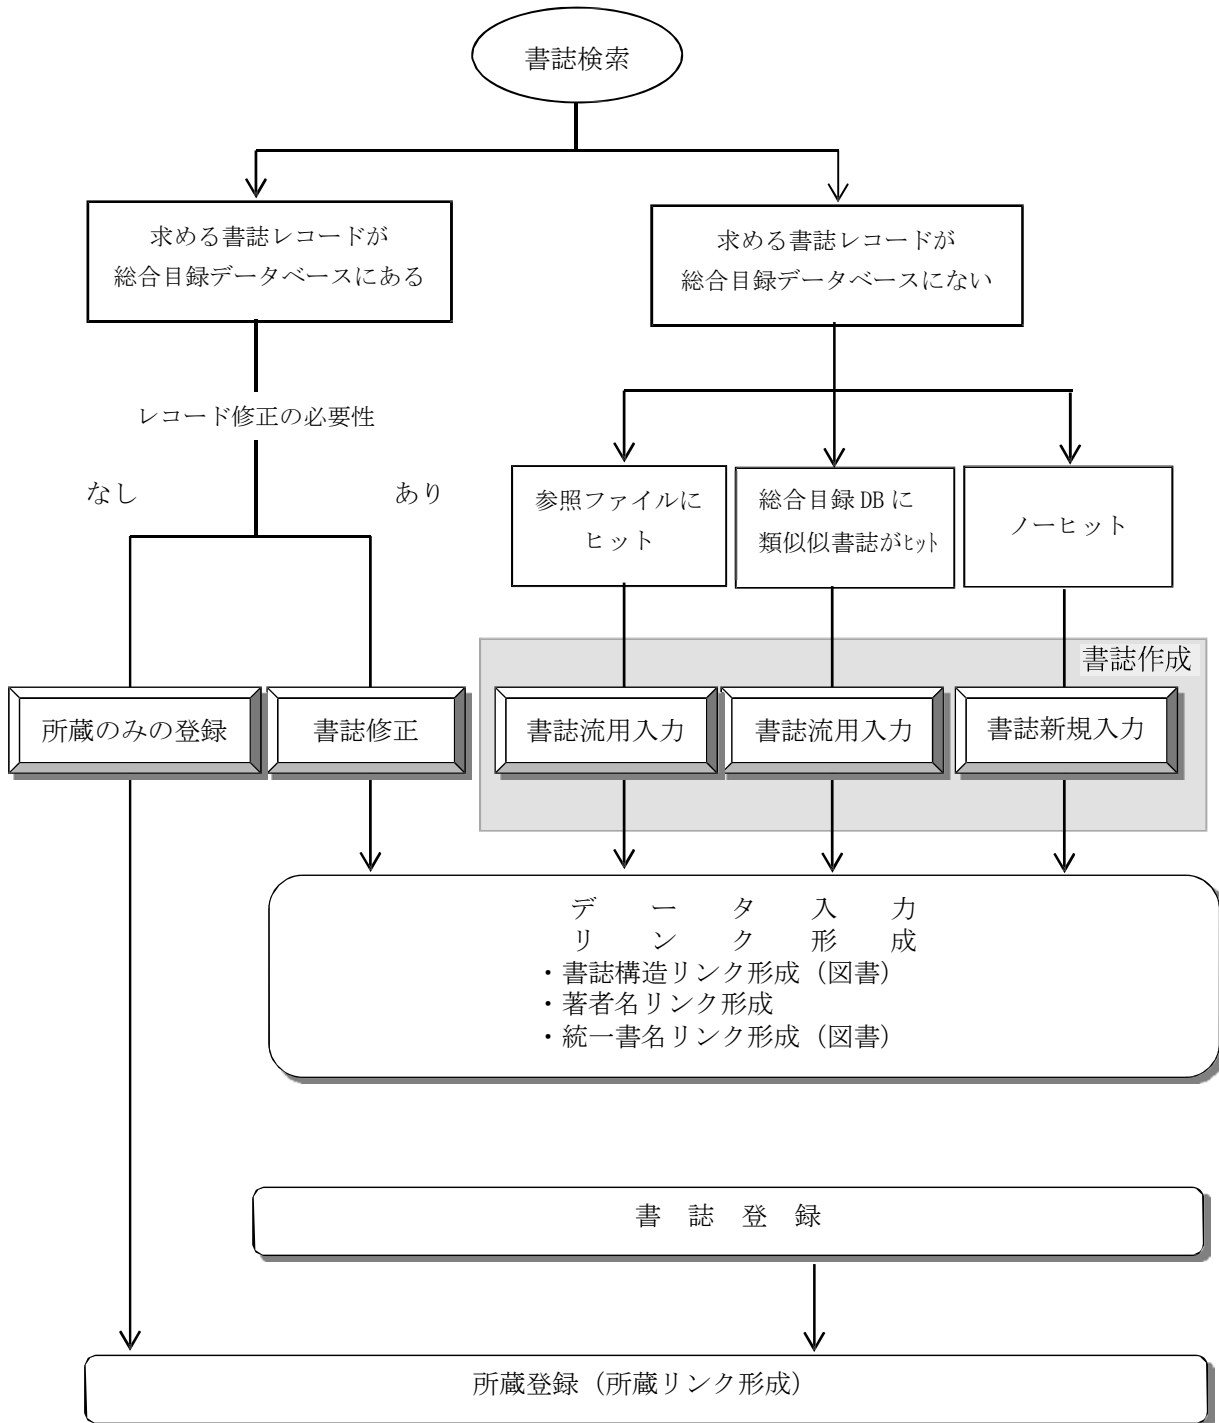 書誌検索
求める書誌レコードが
総合目録データベースにある
求める書誌レコードが
総合目録データベースにない
レコード修正の必要性
なし
あり
参照ファイルに
ヒット
総合目録 DB に
類似似書誌がﾋｯﾄ
ノーヒット
書誌作成
所蔵のみの登録
書誌修正
書誌流用入力
書誌流用入力
書誌新規入力
データ入力
リンク形成
・書誌構造リンク形成（図書）
・著者名リンク形成
・統一書名リンク形成（図書）
書誌登録
所蔵登録（所蔵リンク形成）